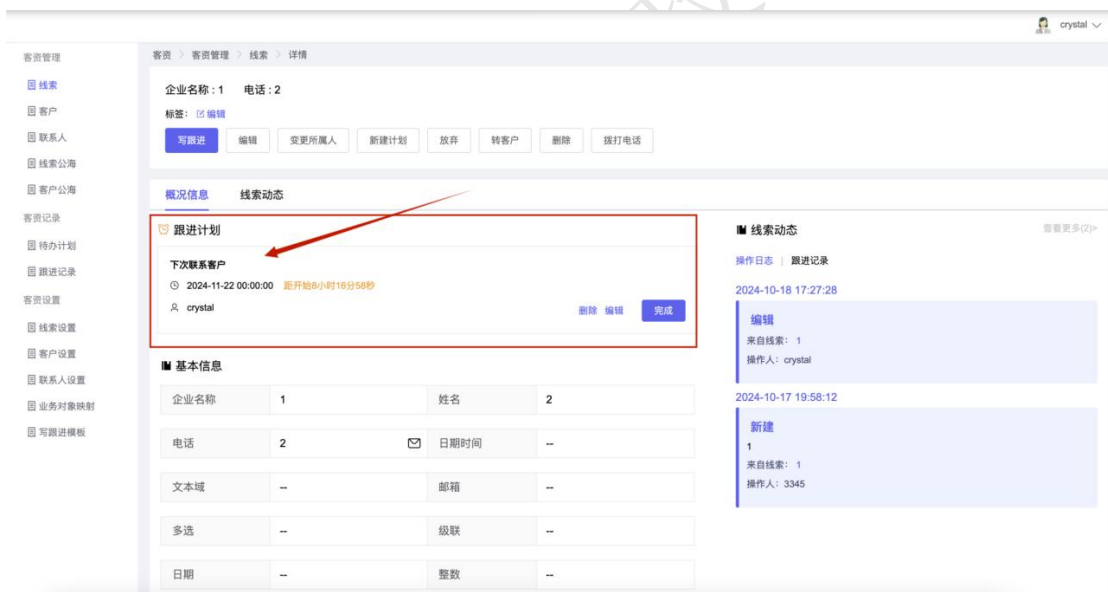 crystal
客资管理
线索
客户
联系人
线索公海
客户公海
客资记录
待办计划
跟进记录
客资设置
线索设置
客户设置
联系人设置
业务对象映射
写跟进模板
客资 > 客资管理 > 线索 > 详情
企业名称 : 1 电话 : 2
标签： 编辑
写跟进 编辑 变更所属人 新建计划 放弃 转客户 删除 拨打电话
概况信息 线索动态
跟进计划
下次联系客户
2024-11-22 00:00:00 距开始8小时16分58秒
crystal
删除 编辑 完成
基本信息
企业名称 1 姓名 2
电话 2 日期时间 --
文本域 -- 邮箱 --
多选 -- 级联 --
日期 -- 整数 --
线索动态 查看更多(2)>
操作日志 | 跟进记录
2024-10-18 17:27:28
编辑
来自线索： 1
操作人：crystal
2024-10-17 19:58:12
新建
1
来自线索： 1
操作人：3345